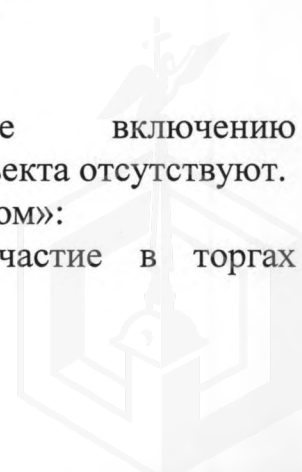 е включению
екта отсутствуют.
ом»:
частие в торгах